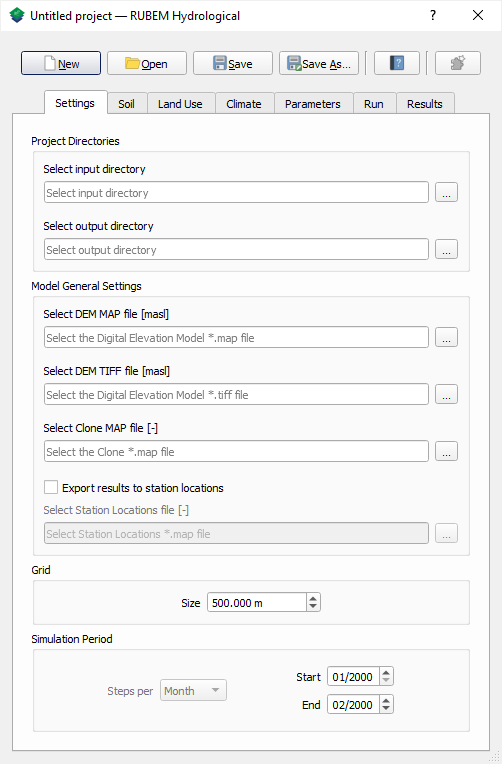 Untitled project — RUBEM Hydrological
?
New Open Save Save As...
Settings Soil Land Use Climate Parameters Run Results
Project Directories
Select input directory
Select input directory ...
Select output directory
Select output directory ...
Model General Settings
Select DEM MAP file [masl]
Select the Digital Elevation Model *.map file ...
Select DEM TIFF file [masl]
Select the Digital Elevation Model *.tiff file ...
Select Clone MAP file [-]
Select the Clone *.map file ...
Export results to station locations
Select Station Locations file [-]
Select Station Locations *.map file ...
Grid
Size 500.000 m
Simulation Period
Start 01/2000
Steps per Month
End 02/2000